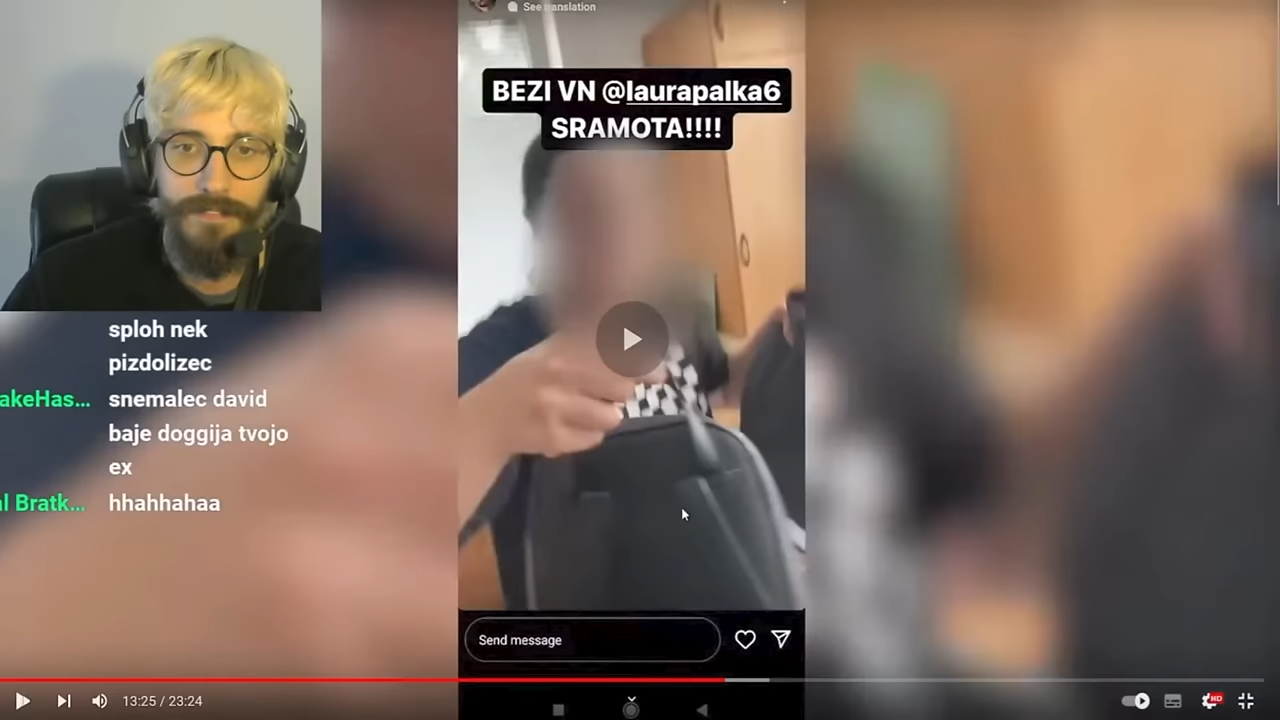 See translation
BEZI VN @laurapalka6
SRAMOTA!!!!
sploh nek
pizdolizec
akeHas... snemalec david
baje doggija tvojo
ex
al Bratk... hhahhahaa
Send message
13:25 / 23:24
HD